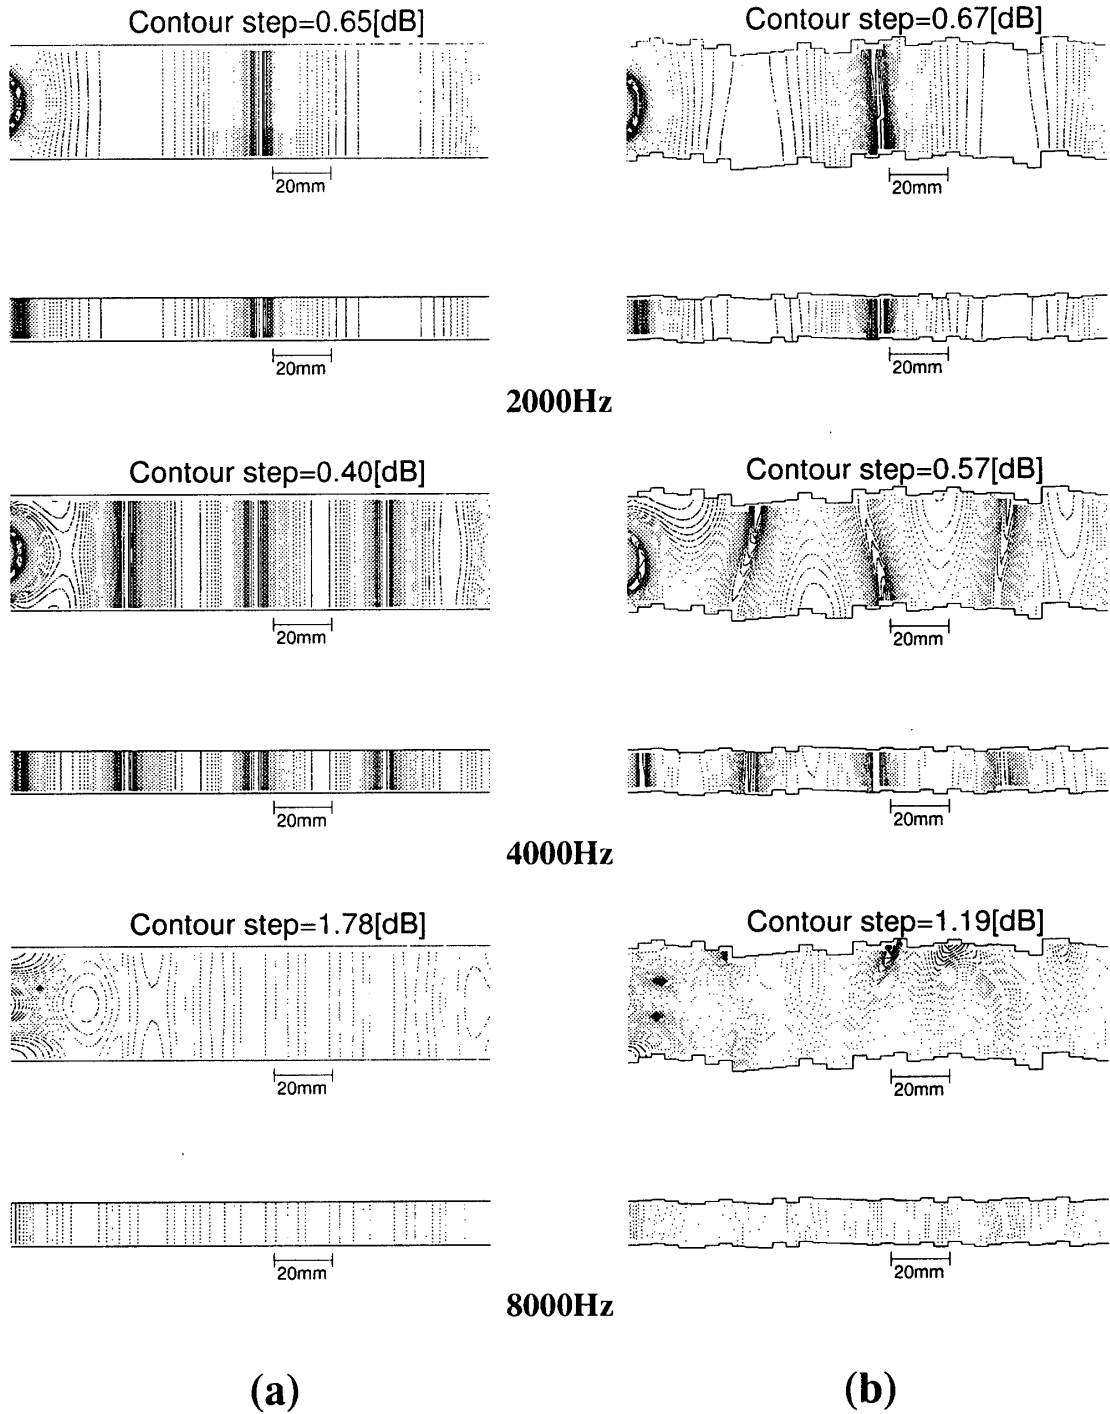 Contour step=0.65[dB]
Contour step=0.67[dB]
20mm
20mm
20mm
20mm
2000Hz
Contour step=0.40[dB]
Contour step=0.57[dB]
20mm
20mm
20mm
20mm
4000Hz
Contour step=1.78[dB]
Contour step=1.19[dB]
20mm
20mm
20mm
20mm
8000Hz
(a)
(b)